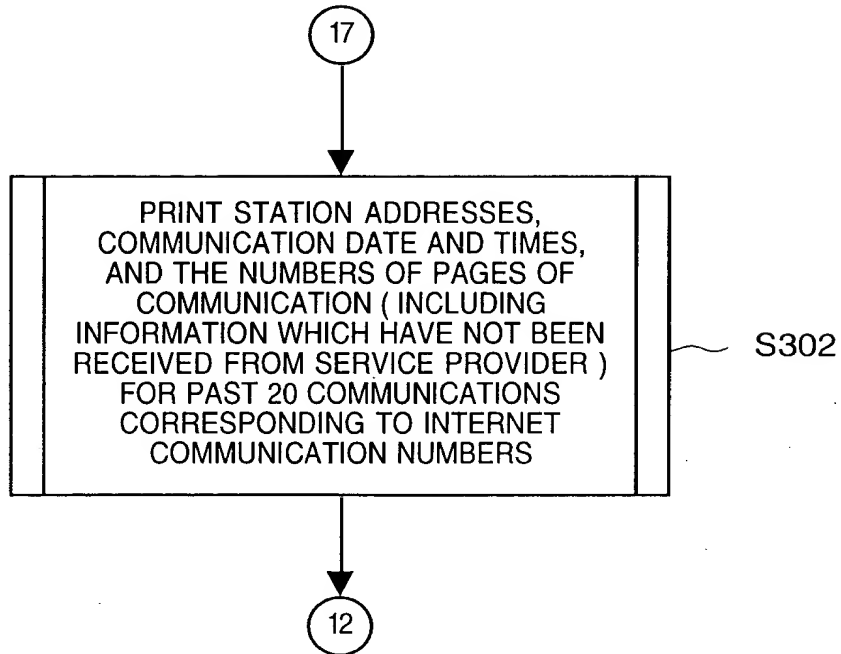 17
PRINT STATION ADDRESSES,
COMMUNICATION DATE AND TIMES,
AND THE NUMBERS OF PAGES OF
COMMUNICATION ( INCLUDING
INFORMATION WHICH HAVE NOT BEEN
RECEIVED FROM SERVICE PROVIDER )
FOR PAST 20 COMMUNICATIONS
CORRESPONDING TO INTERNET
COMMUNICATION NUMBERS
S302
12